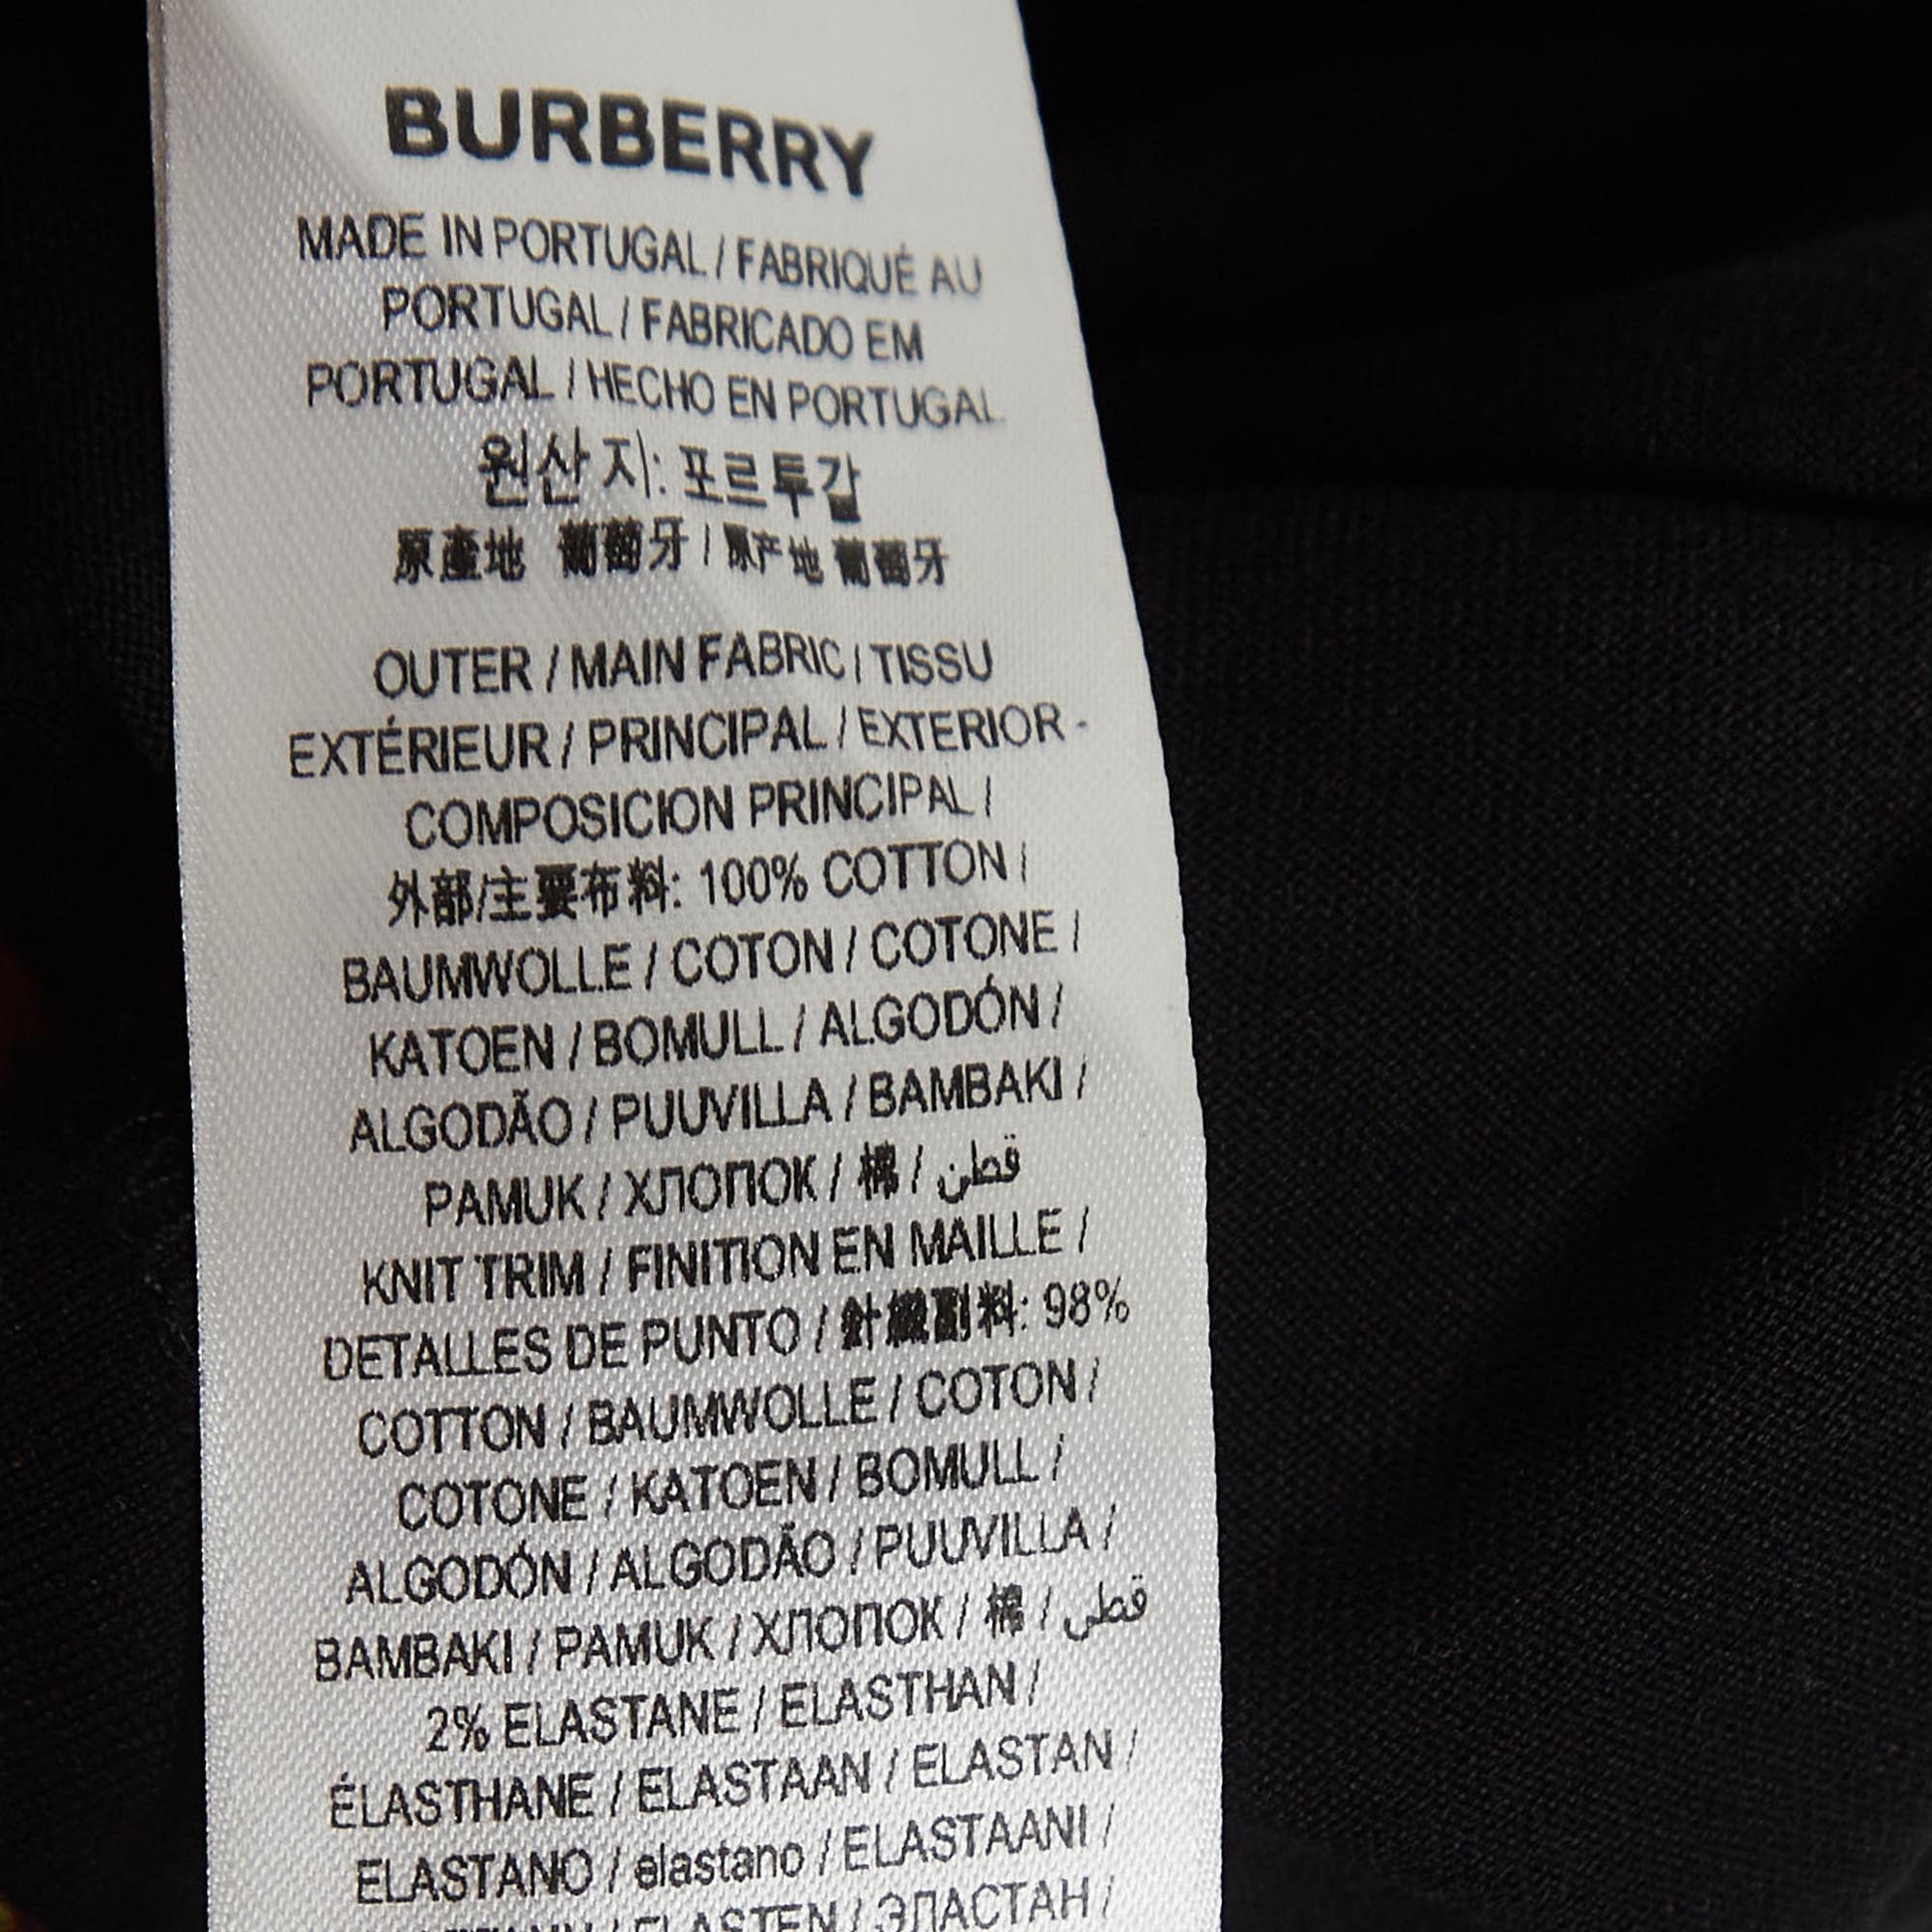 BURBERRY
MADE IN PORTUGAL / FABRIQUÉ AU
PORTUGAL / FABRICADO EM
PORTUGAL / HECHO EN PORTUGAL
원산 지: 포르투갈
原產地 葡萄牙 / 原产地 葡萄牙
OUTER / MAIN FABRIC / TISSU
EXTÉRIEUR / PRINCIPAL / EXTERIOR -
COMPOSICION PRINCIPAL /
外部/主要布料: 100% COTTON /
BAUMWOLLE / COTON / COTONE /
KATOEN / BOMULL / ALGODÓN /
ALGODÃO / PUUVILLA / BAMBAKI /
PAMUK / ХЛОПОК / 棉 / قطن
KNIT TRIM / FINITION EN MAILLE /
DETALLES DE PUNTO / 針織副料: 98%
COTTON / BAUMWOLLE / COTON /
COTONE / KATOEN / BOMULL /
ALGODÓN / ALGODÃO / PUUVILLA /
BAMBAKI / PAMUK / ХЛОПОК / 棉 / قطن
2% ELASTANE / ELASTHAN /
ÉLASTHANE / ELASTAAN / ELASTAN /
ELASTANO / elastano / ELASTAANI /
/ ELASTEN / ЭЛАСТАН /